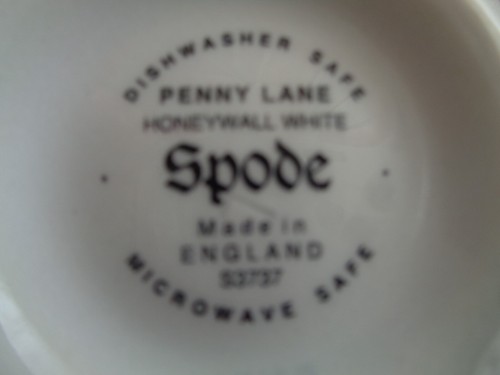 DISHWASHER SAFE
PENNY LANE
HONEYWALL WHITE
Spode
Made in
ENGLAND
S3737
MICROWAVE SAFE